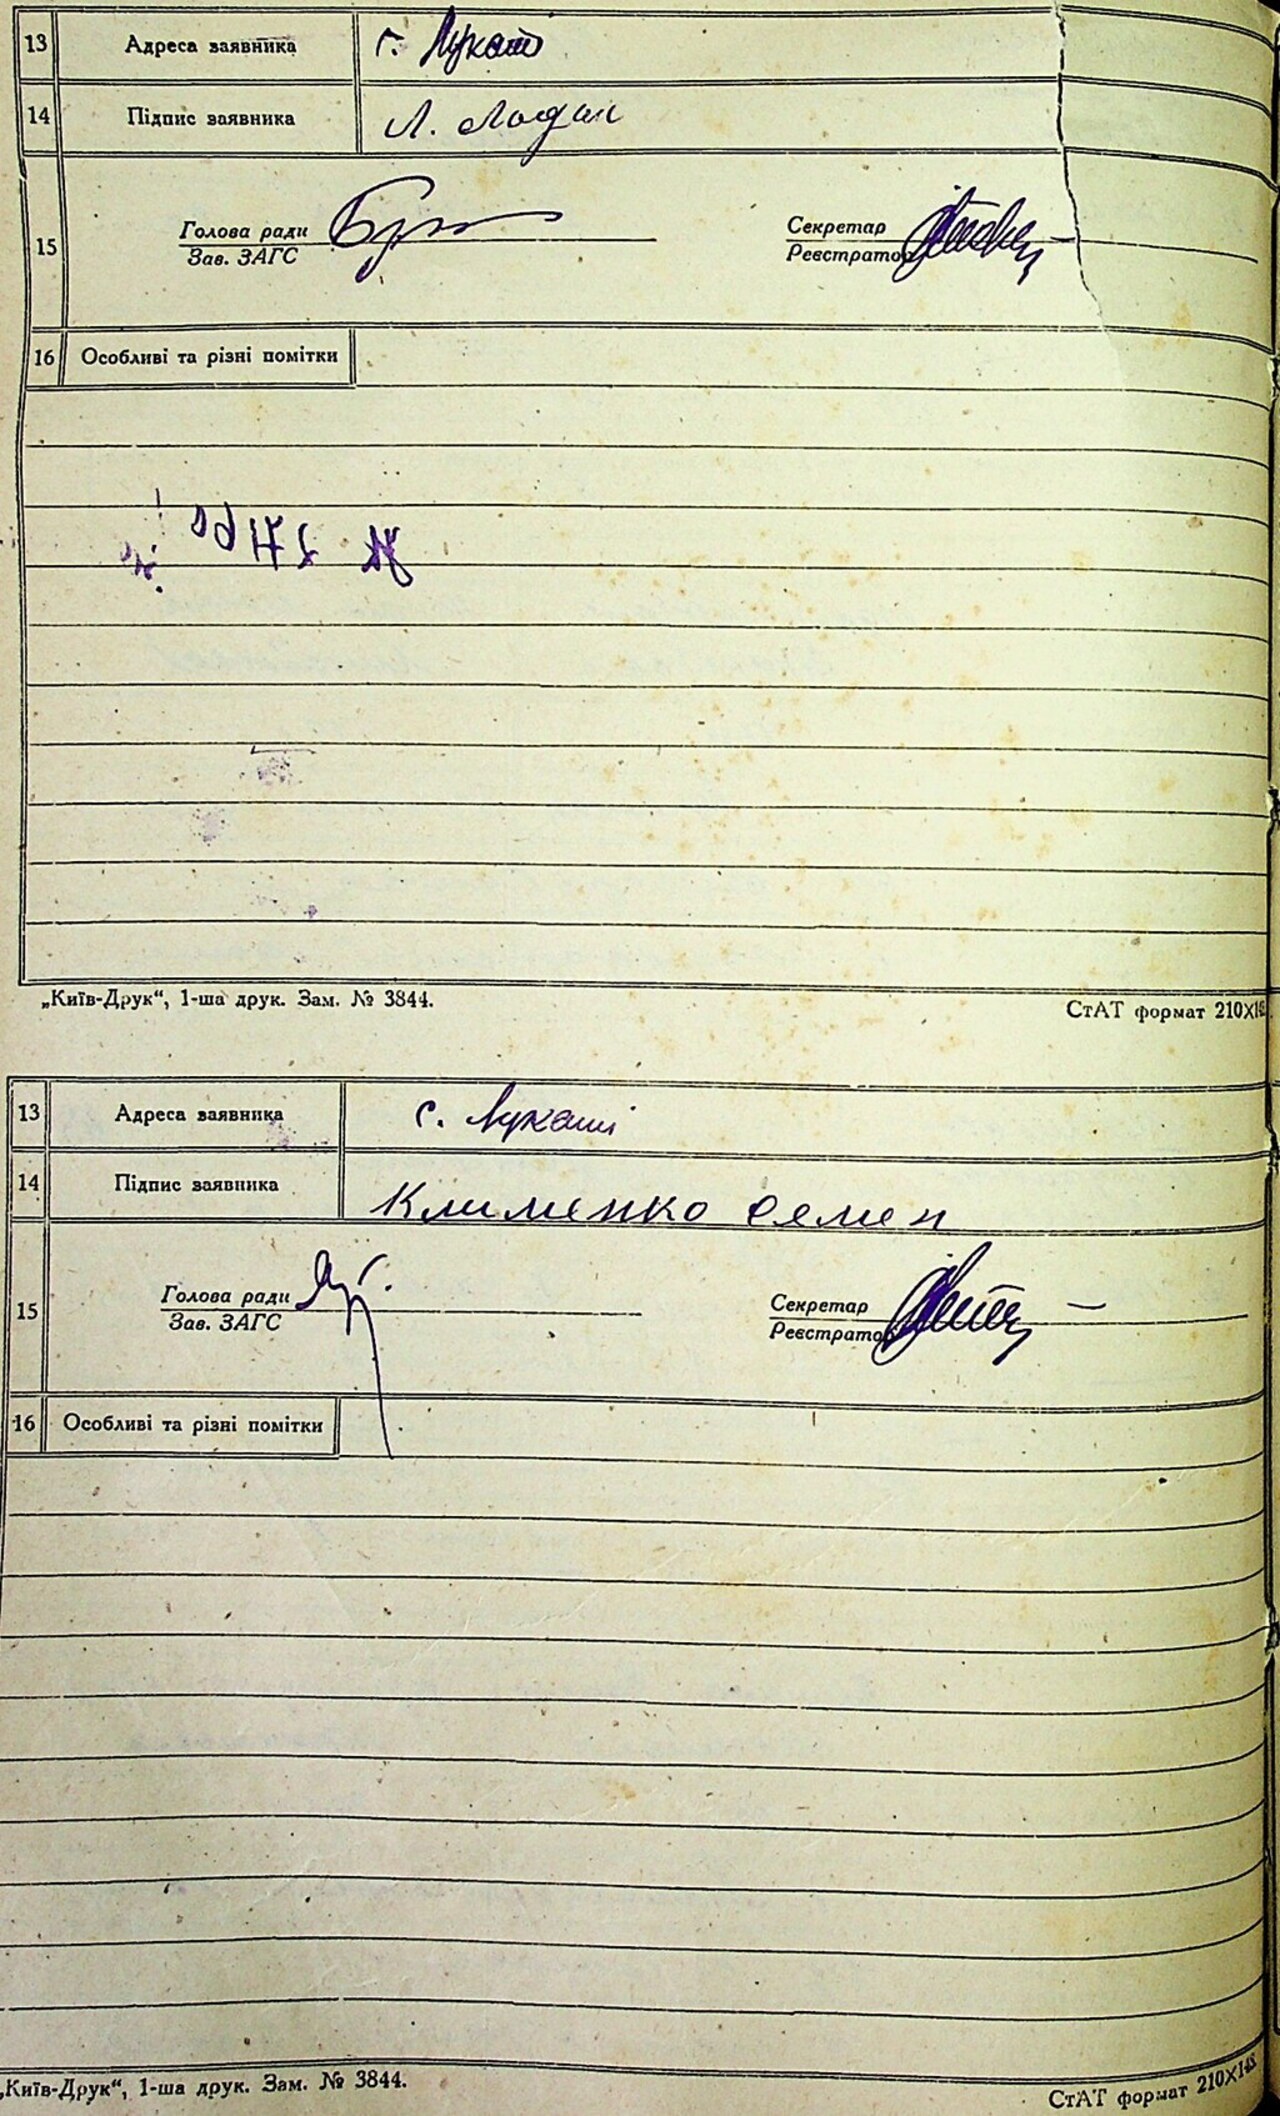 13 Адреса заявника с. Лукаші
14 Підпис заявника Л.
15 Голова ради Секретар
Зав. ЗАГС Реєстратор
16 Особливі та різні помітки
„Київ-Друк“, 1-ша друк. Зам. № 3844. СтАТ формат 210X148
13 Адреса заявника с. Лукаші
14 Підпис заявника Клименко Семен
15 Голова ради Секретар
Зав. ЗАГС Реєстратор
16 Особливі та різні помітки
„Київ-Друк“, 1-ша друк. Зам. № 3844. СтАТ формат 210X148